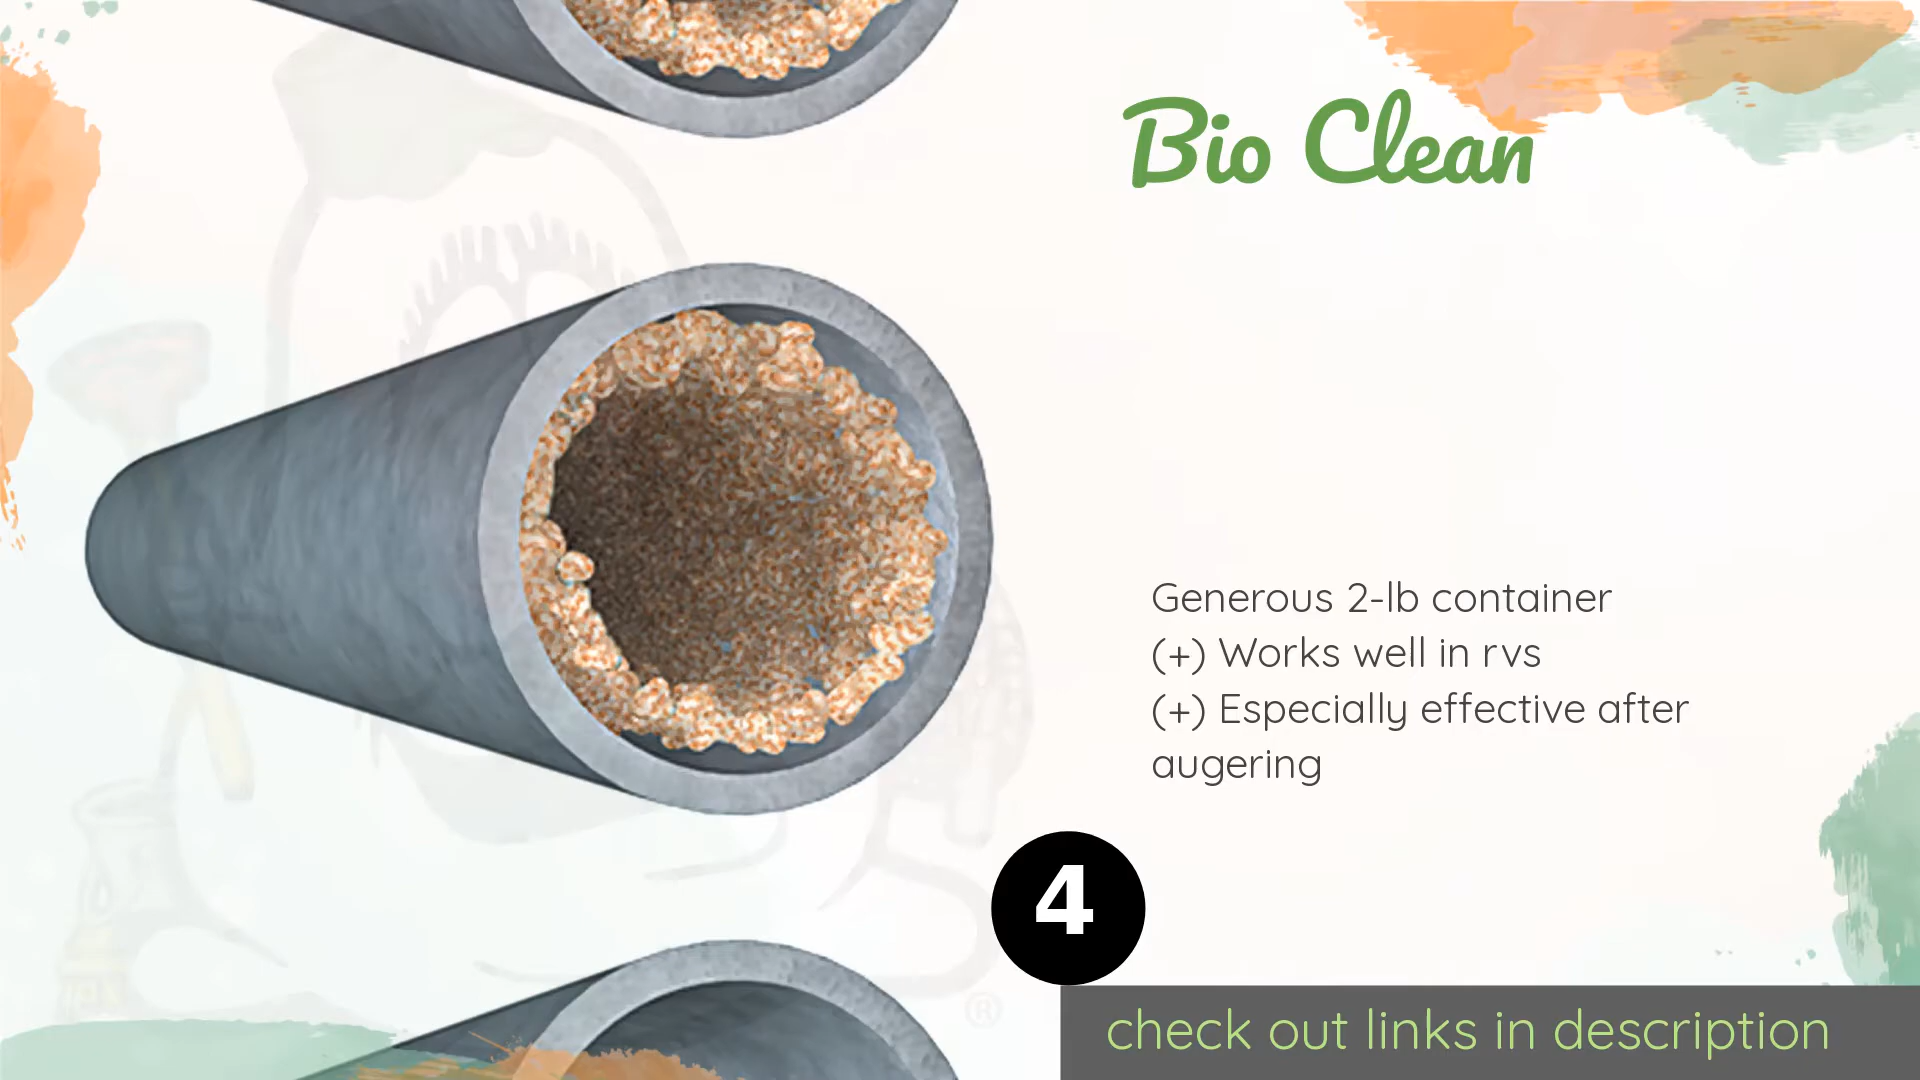 Bio Clean
Generous 2-lb container
(+) Works well in rvs
(+) Especially effective after
augering
4
check out links in description
®